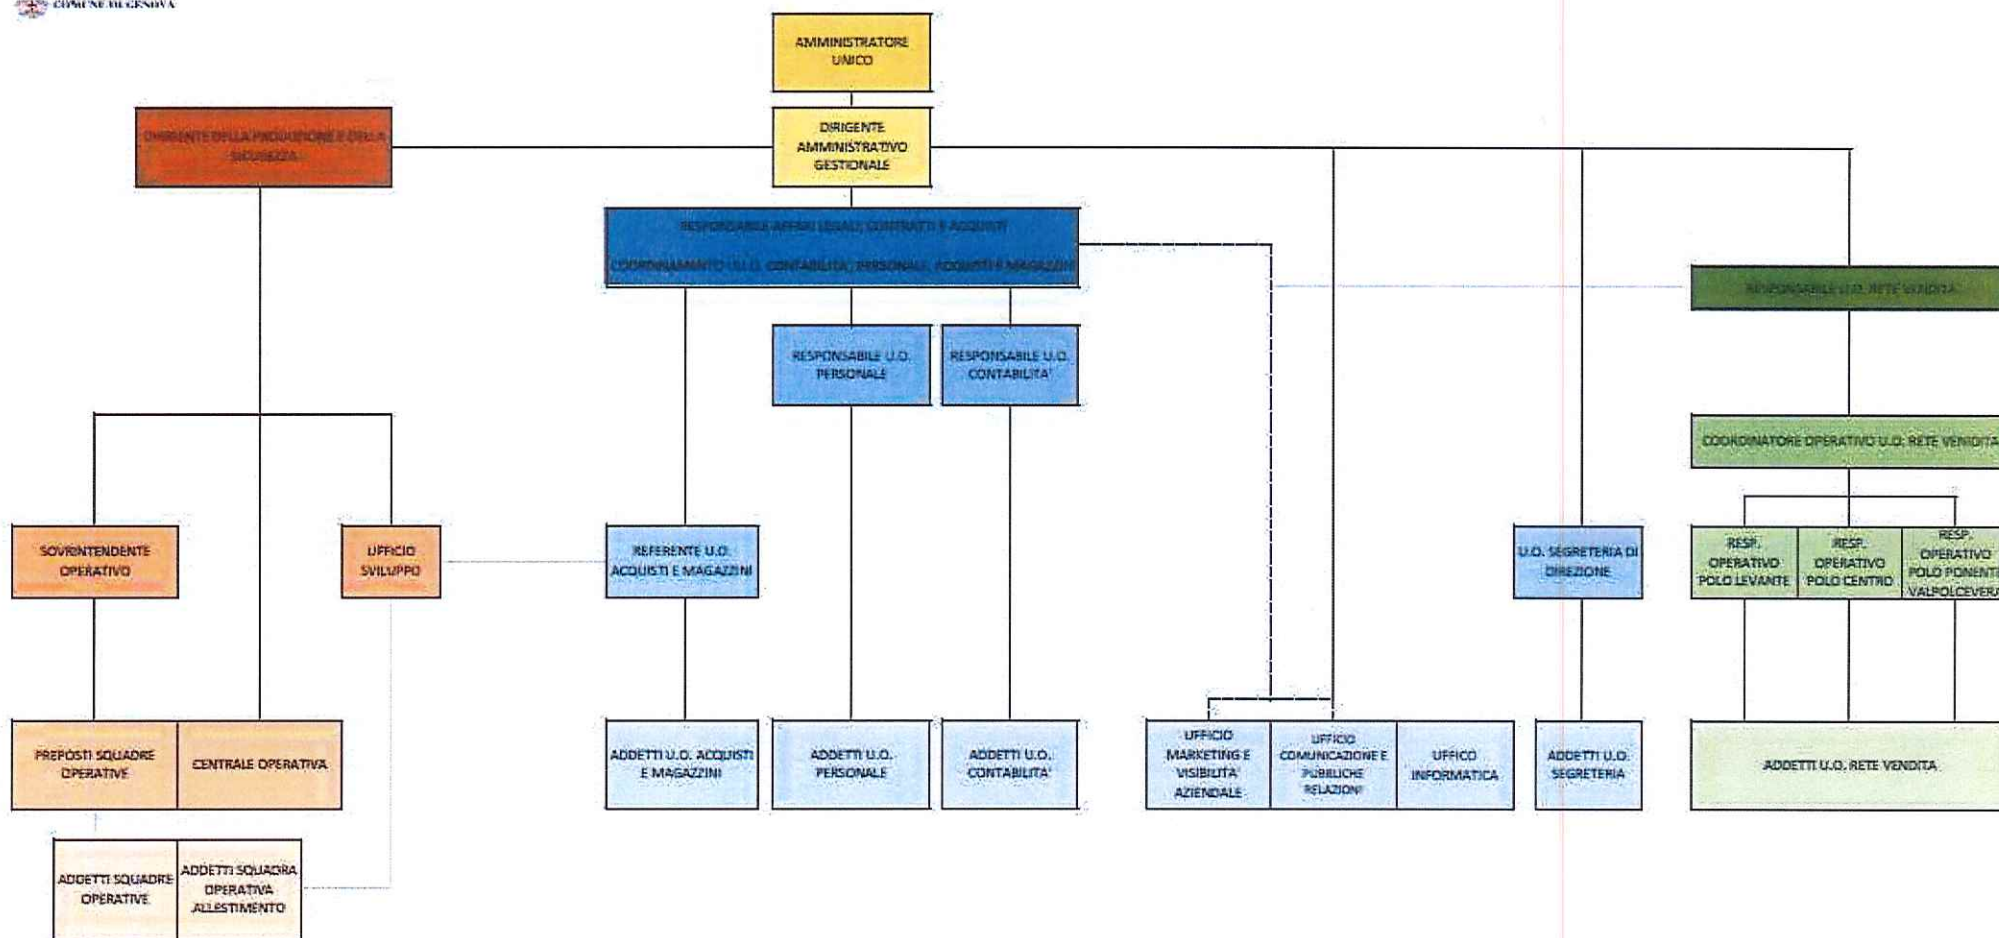 COMUNE DI GENOVA
AMMINISTRATORE
UNICO
DIRIGENTE DELLA PRODUZIONE E DELLA
SICUREZZA
DIRIGENTE
AMMINISTRATIVO
GESTIONALE
RESPONSABILE AFFARI LEGALI, CONTRATTI E ACQUISTI
COORDINAMENTO U.U.O. CONTABILITA', PERSONALE, ACQUISTI E MAGAZZINI
RESPONSABILE U.O. RETE VENDITA
RESPONSABILE U.O.
PERSONALE
RESPONSABILE U.O.
CONTABILITA'
COORDINATORE OPERATIVO U.O. RETE VENDITA
SOVRINTENDENTE
OPERATIVO
UFFICIO
SVILUPPO
REFERENTE U.O.
ACQUISTI E MAGAZZINI
U.O. SEGRETERIA DI
DIREZIONE
RESP.
OPERATIVO
POLO LEVANTE
RESP.
OPERATIVO
POLO CENTRO
RESP.
OPERATIVO
POLO PONENTE
VALPOLCEVERA
PREPOSTI SQUADRE
OPERATIVE
CENTRALE OPERATIVA
ADDETTI U.O. ACQUISTI
E MAGAZZINI
ADDETTI U.O.
PERSONALE
ADDETTI U.O.
CONTABILITA'
UFFICIO
MARKETING E
VISIBILITA'
AZIENDALE
UFFICIO
COMUNICAZIONE E
PUBBLICHE
RELAZIONI
UFFICO
INFORMATICA
ADDETTI U.O.
SEGRETERIA
ADDETTI U.O. RETE VENDITA
ADDETTI SQUADRE
OPERATIVE
ADDETTI SQUADRA
OPERATIVA
ALLESTIMENTO